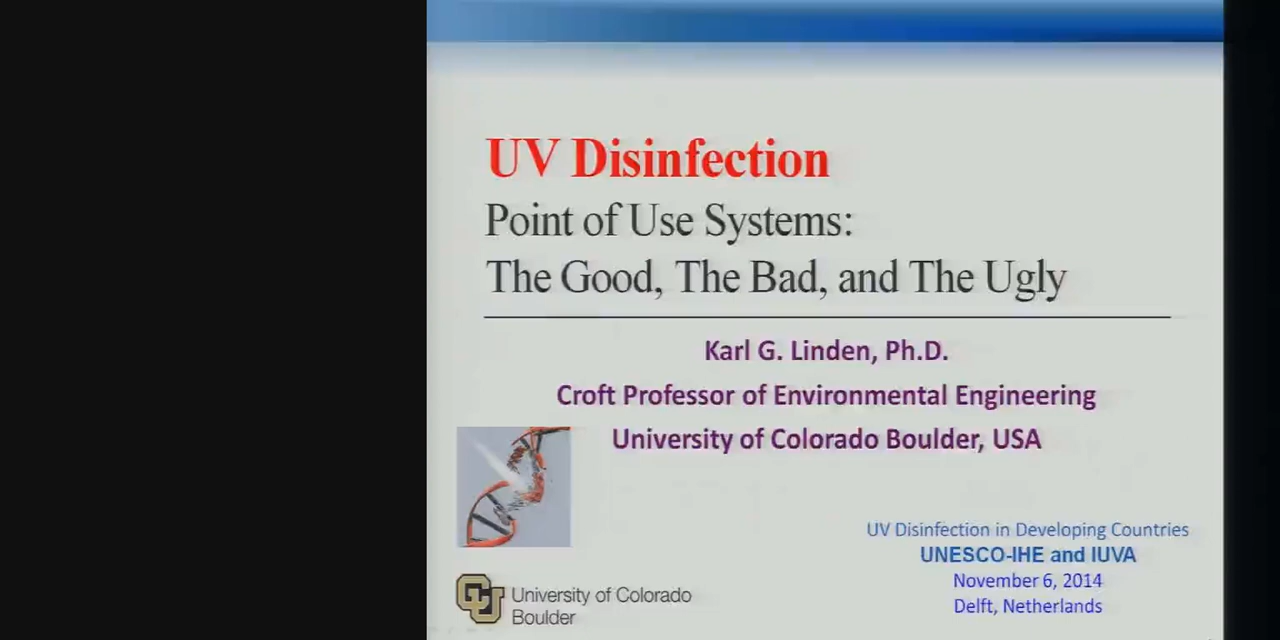 UV Disinfection
Point of Use Systems:
The Good, The Bad, and The Ugly
Karl G. Linden, Ph.D.
Croft Professor of Environmental Engineering
University of Colorado Boulder, USA
UV Disinfection in Developing Countries
UNESCO-IHE and IUVA
November 6, 2014
Delft, Netherlands
CU
University of Colorado
Boulder